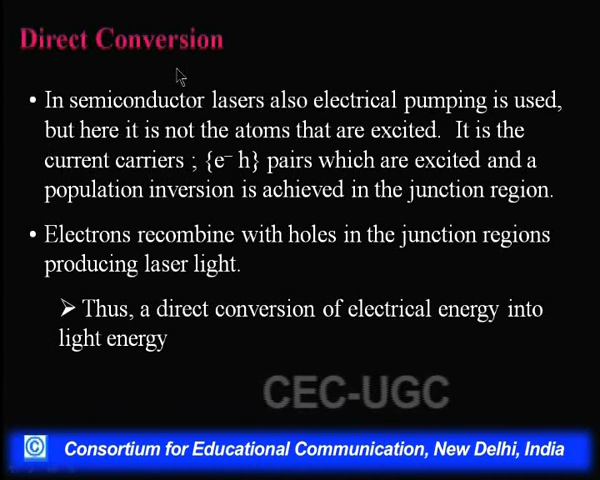 Direct Conversion
• In semiconductor lasers also electrical pumping is used,
but here it is not the atoms that are excited. It is the
current carriers ; {e⁻ h} pairs which are excited and a
population inversion is achieved in the junction region.
• Electrons recombine with holes in the junction regions
producing laser light.
➢ Thus, a direct conversion of electrical energy into
light energy
CEC-UGC
© Consortium for Educational Communication, New Delhi, India